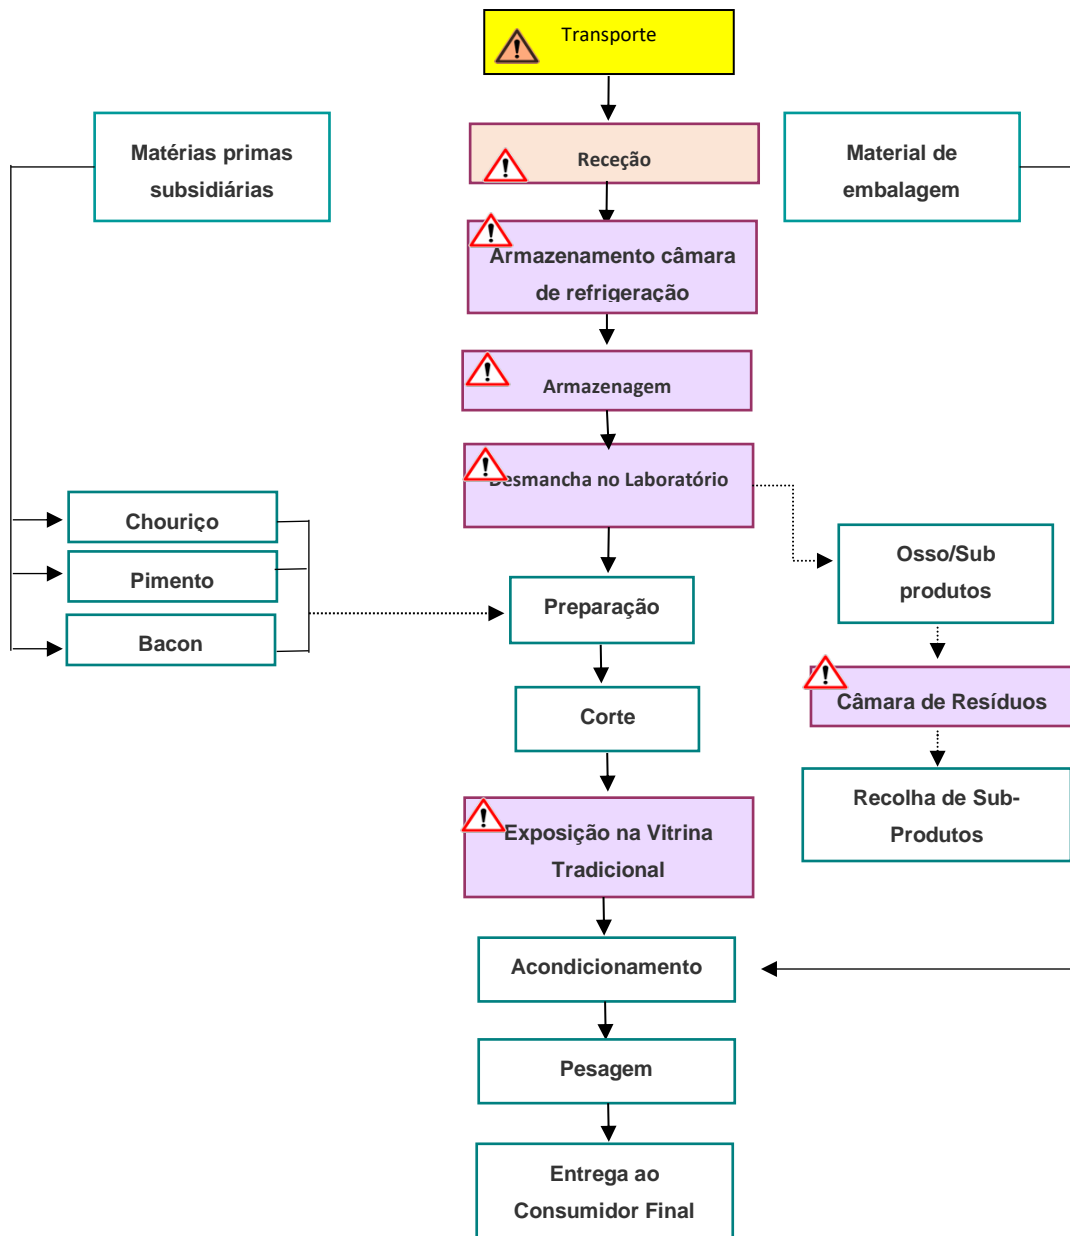 Transporte
Matérias primas
subsidiárias
Receção
Material de
embalagem
Armazenamento câmara
de refrigeração
Armazenagem
Desmancha no Laboratório
Chouriço
Pimento
Bacon
Preparação
Osso/Sub
produtos
Corte
Câmara de Resíduos
Recolha de Sub-
Produtos
Exposição na Vitrina
Tradicional
Acondicionamento
Pesagem
Entrega ao
Consumidor Final